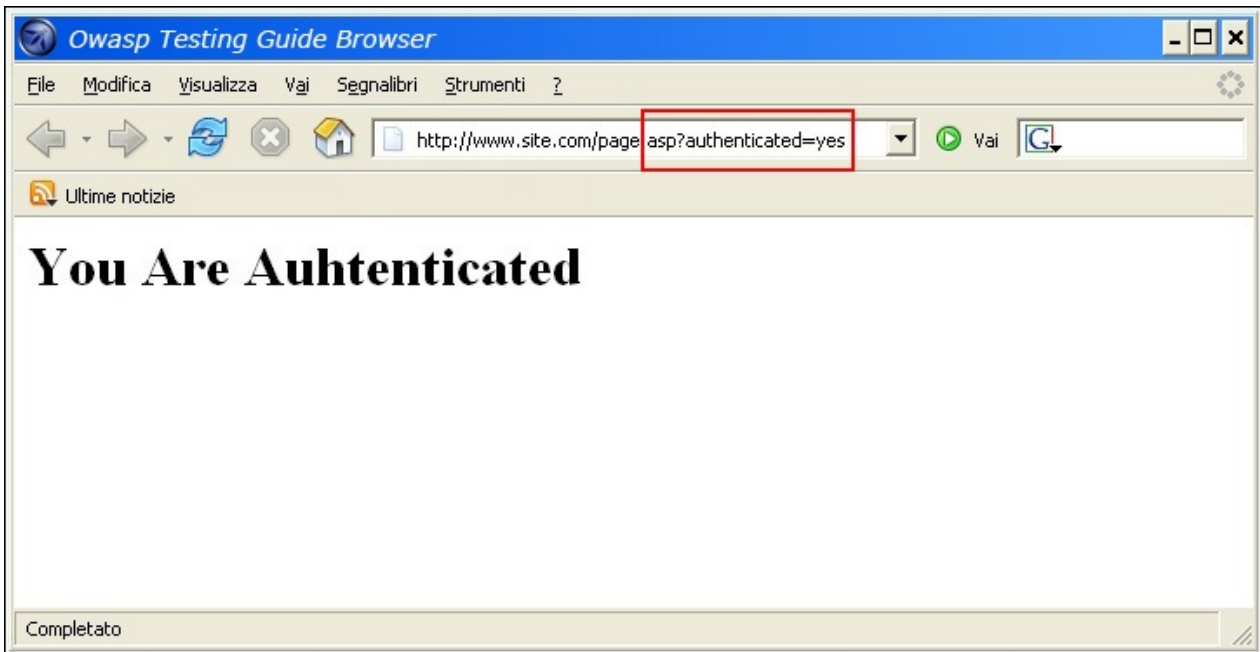 Owasp Testing Guide Browser
File Modifica Visualizza Vai Segnalibri Strumenti ?
http://www.site.com/page asp?authenticated=yes Vai G
Ultime notizie
You Are Auhtenticated
Completato